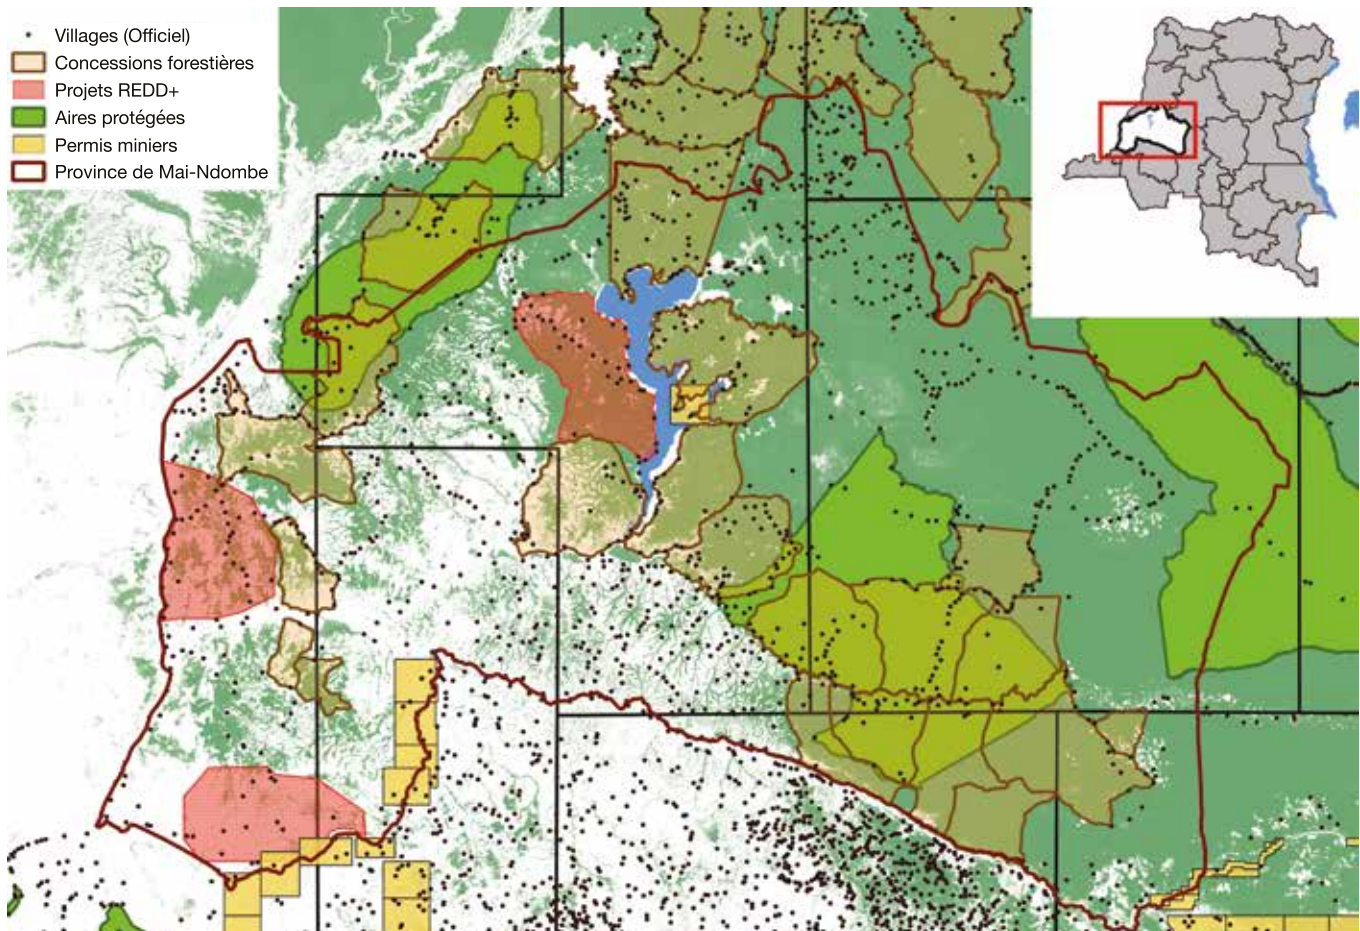 Villages (Officiel)
Concessions forestières
Projets REDD+
Aires protégées
Permis miniers
Province de Mai-Ndombe